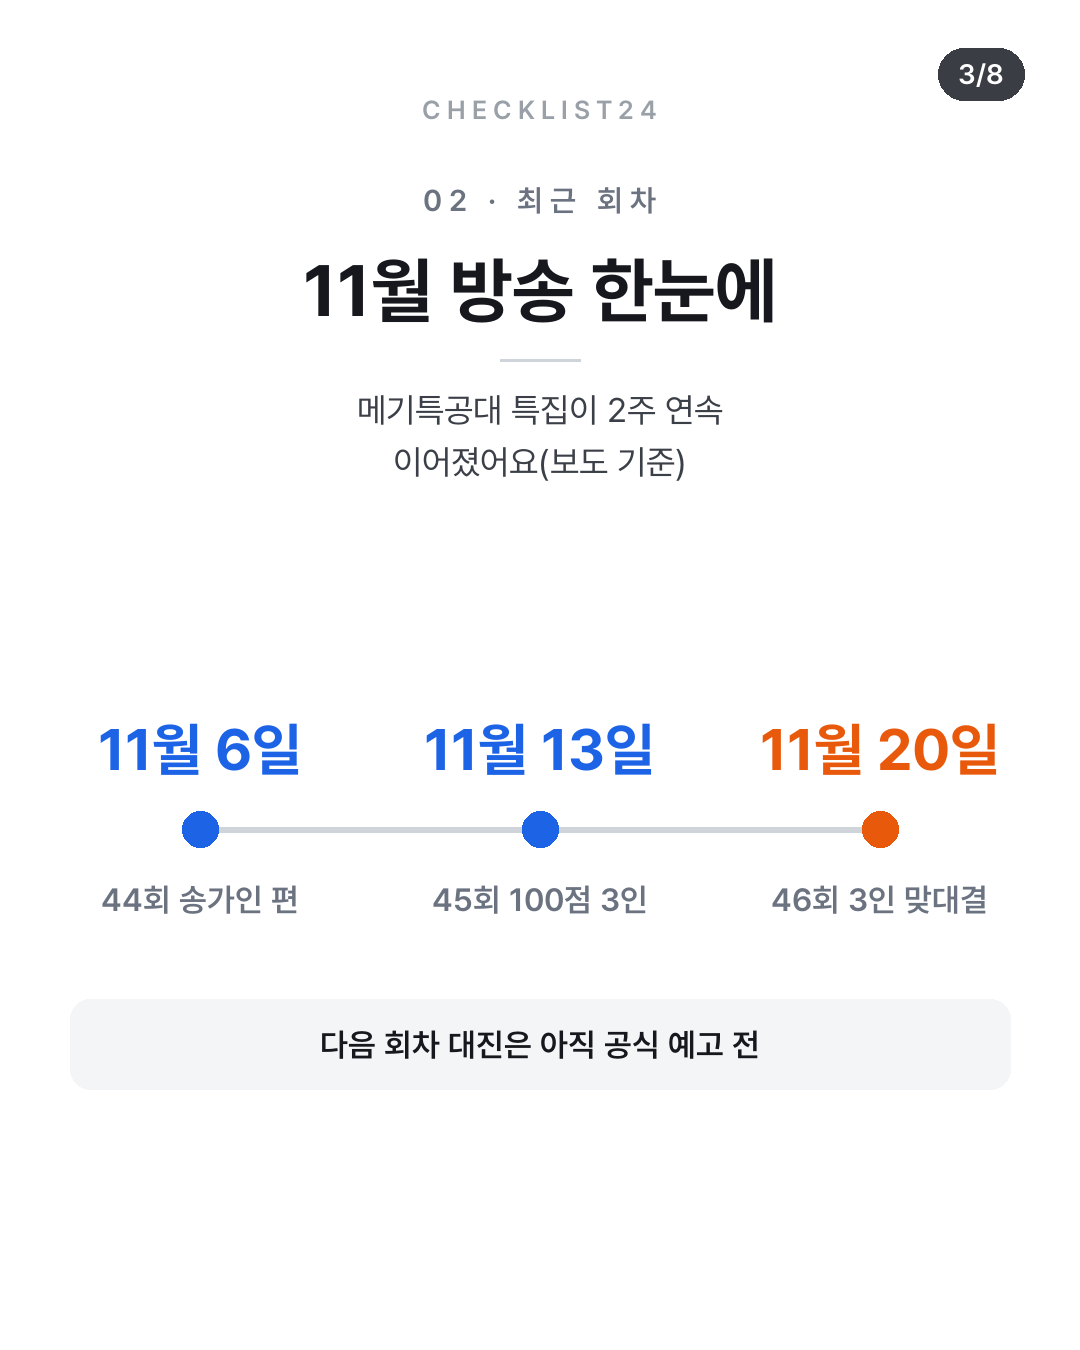 3/8
CHECKLIST24
02 · 최근 회차
11월 방송 한눈에
메기특공대 특집이 2주 연속
이어졌어요(보도 기준)
11월 6일
11월 13일
11월 20일
44회 송가인 편
45회 100점 3인
46회 3인 맞대결
다음 회차 대진은 아직 공식 예고 전